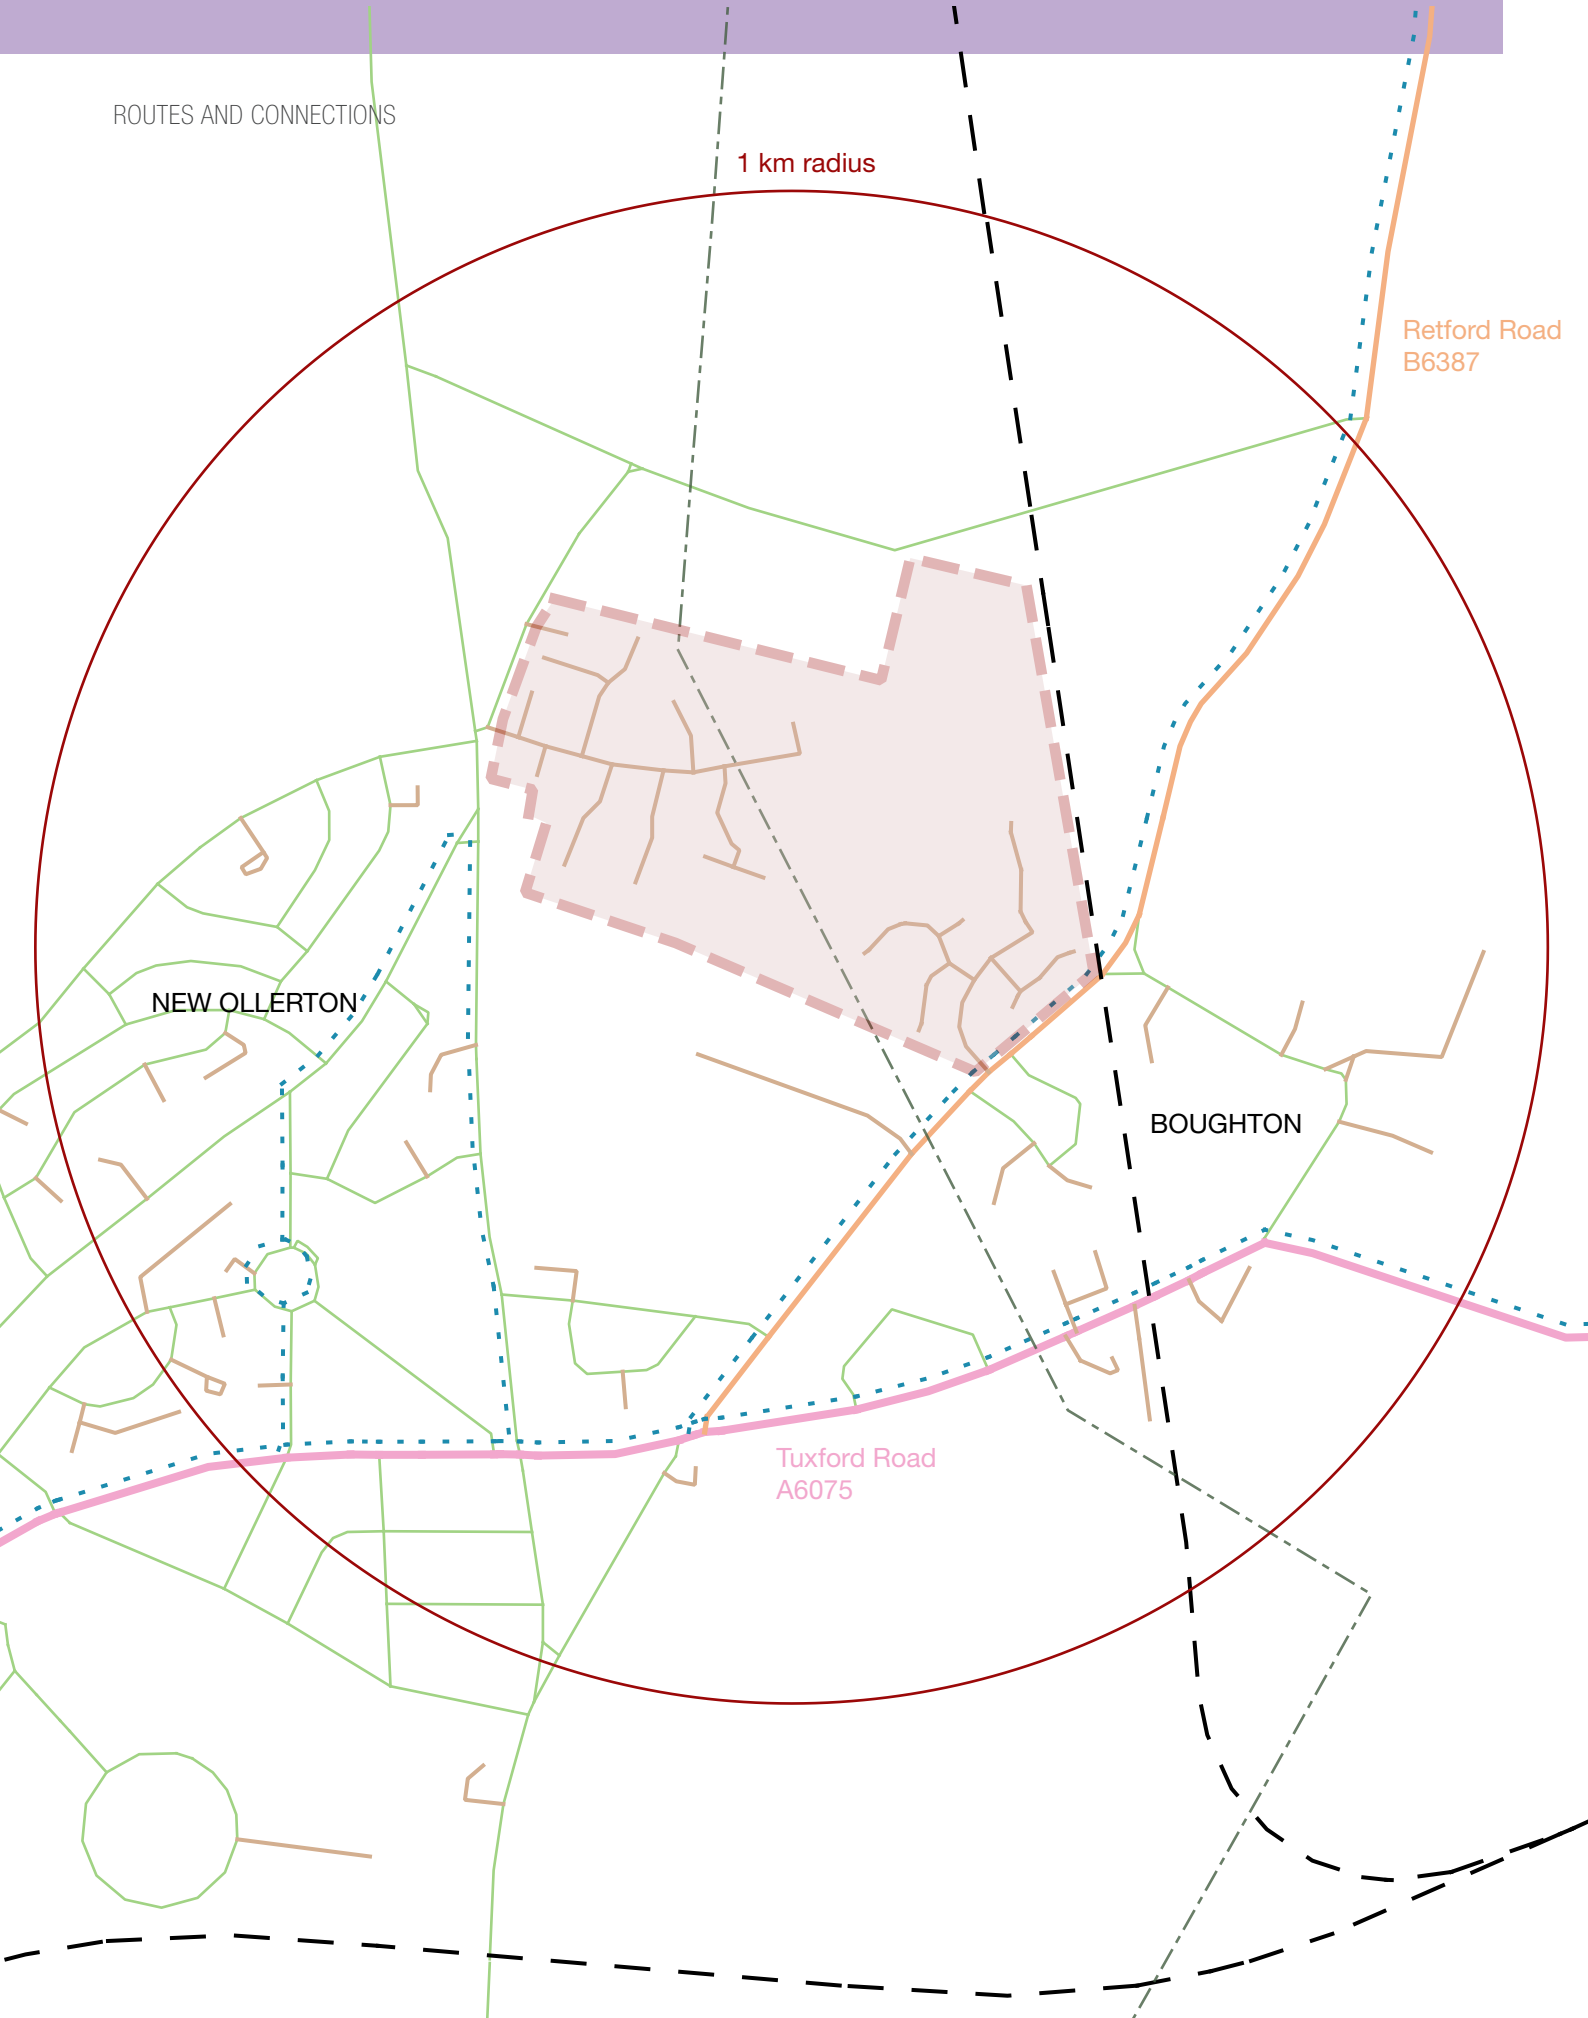 ROUTES AND CONNECTIONS
1 km radius
Retford Road
B6387
NEW OLLERTON
BOUGHTON
Tuxford Road
A6075